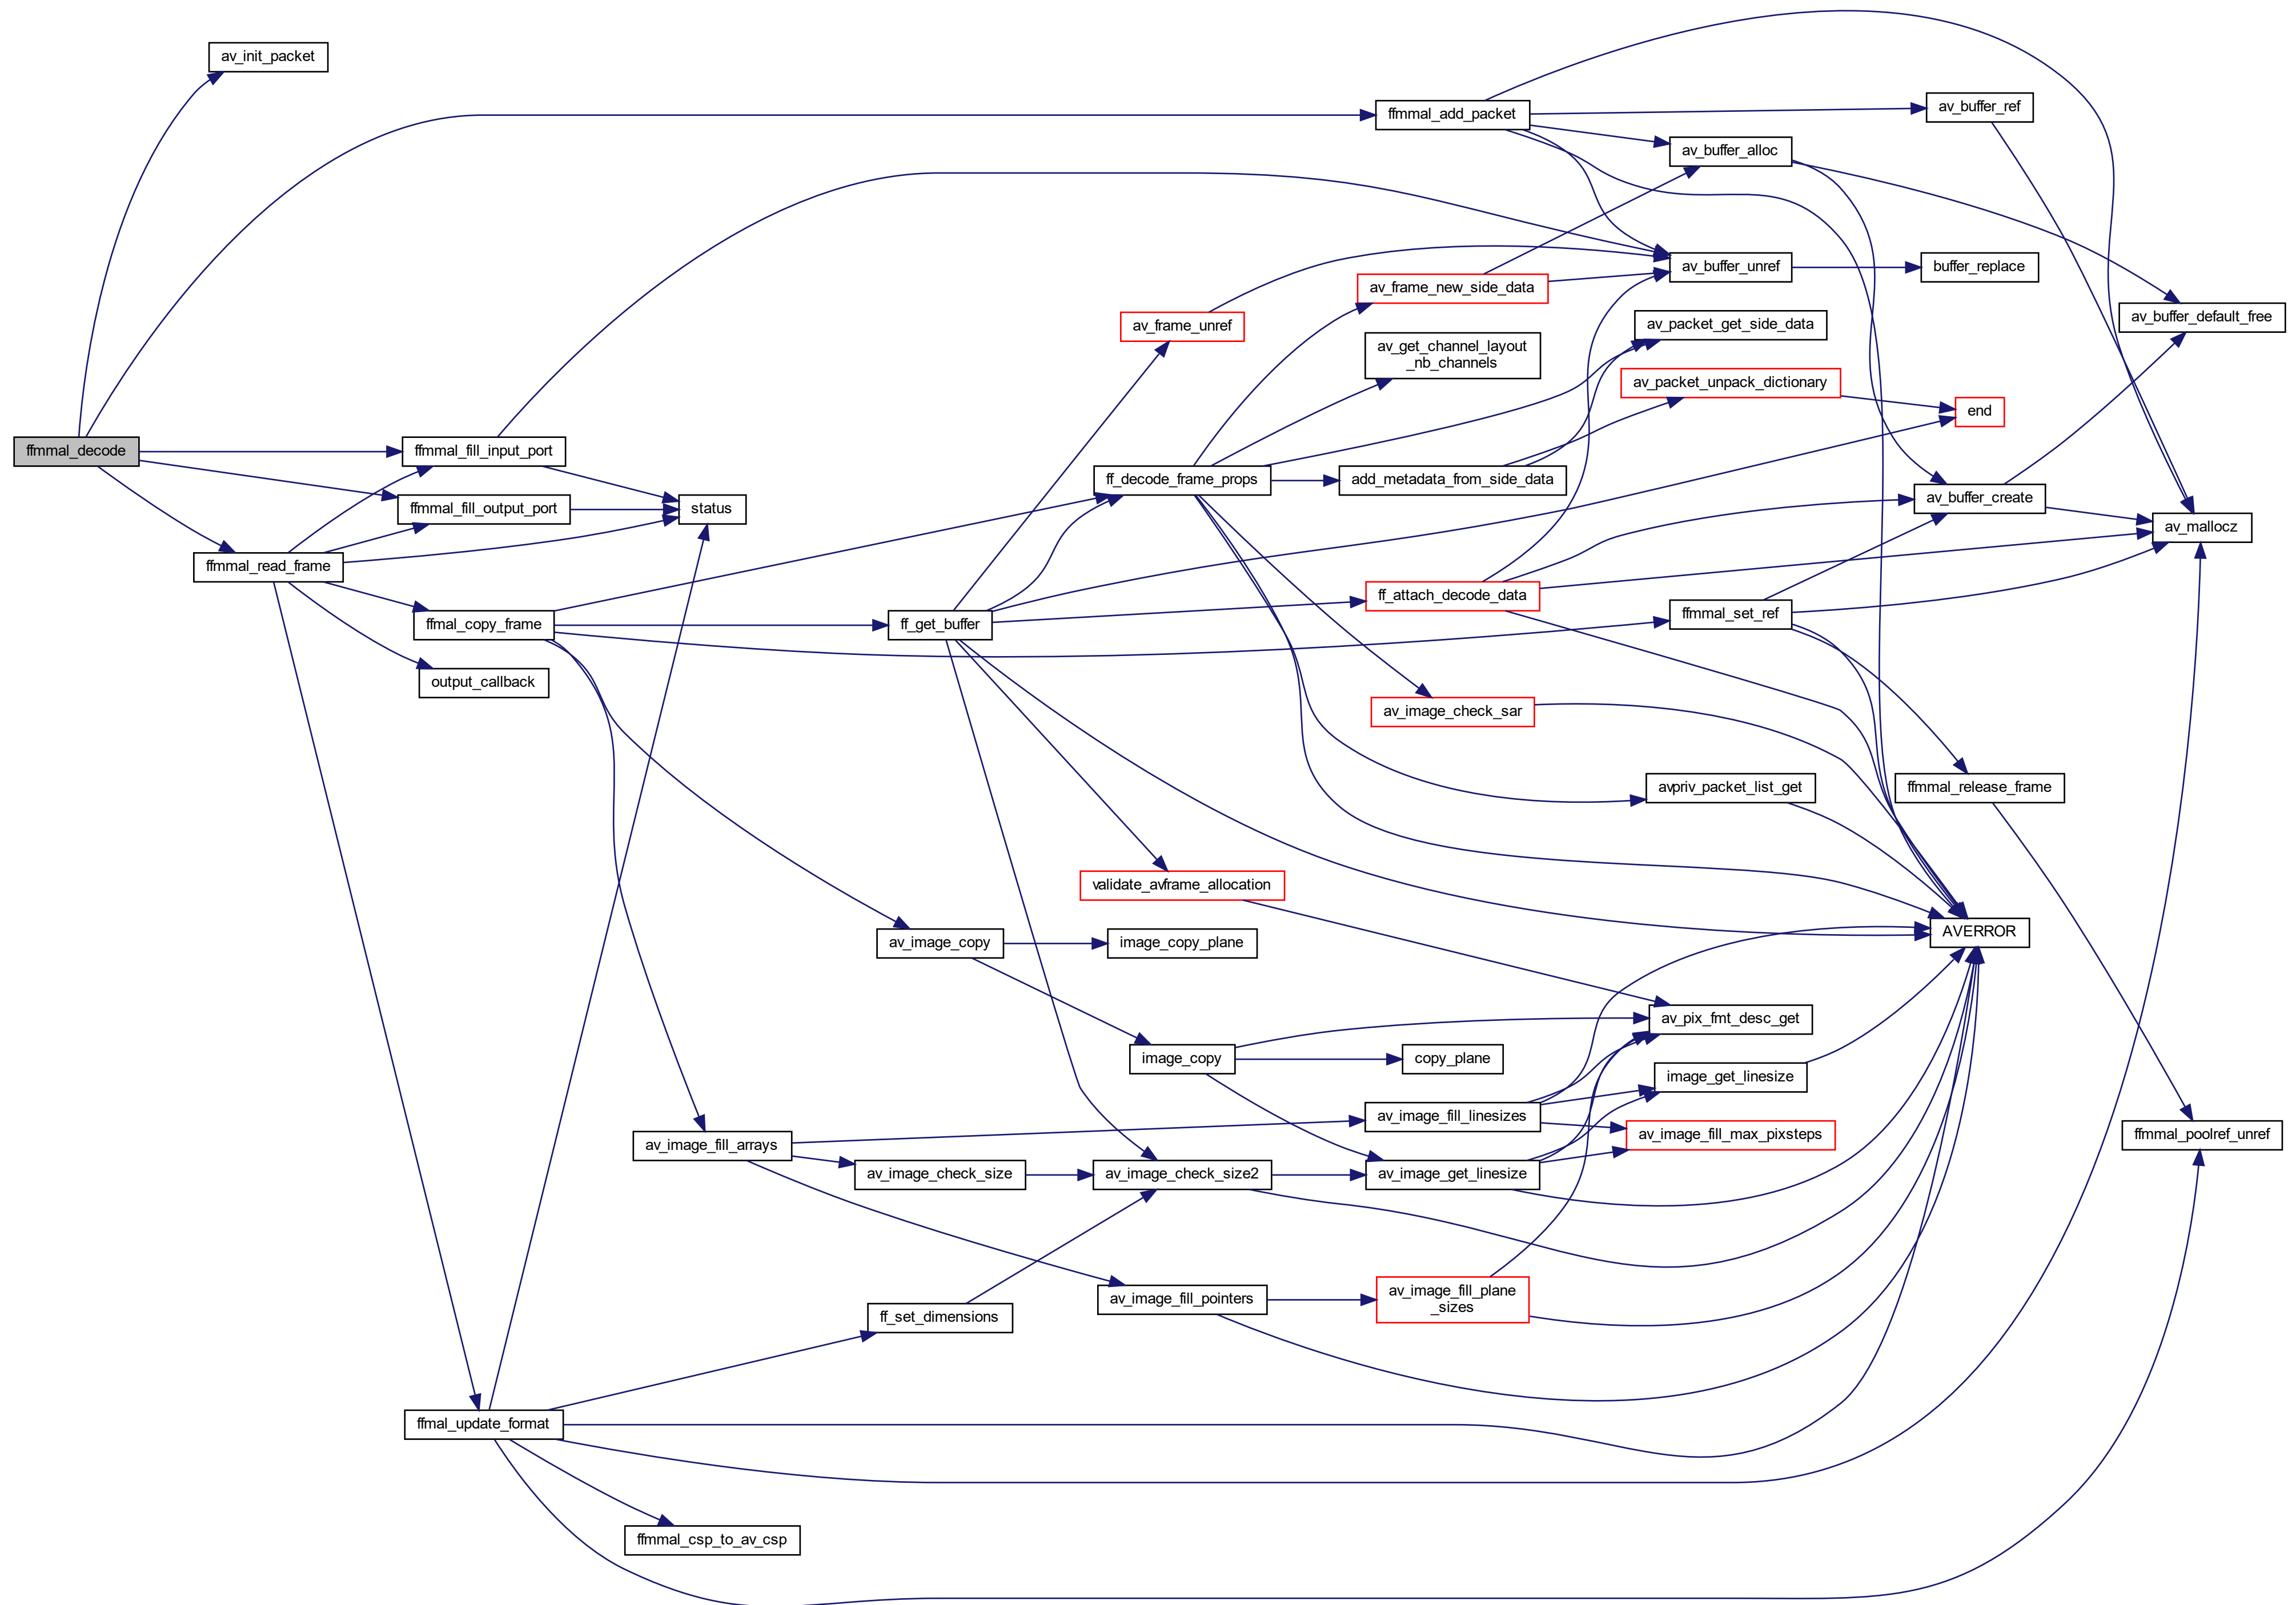 av_init_packet
ffmmal_add_packet
av_buffer_ref
av_buffer_alloc
av_buffer_unref
buffer_replace
av_frame_new_side_data
av_buffer_default_free
av_frame_unref
av_packet_get_side_data
av_get_channel_layout
_nb_channels
av_packet_unpack_dictionary
end
ffmmal_decode
ffmmal_fill_input_port
ff_decode_frame_props
add_metadata_from_side_data
av_buffer_create
ffmmal_fill_output_port
status
av_mallocz
ffmmal_read_frame
ff_attach_decode_data
ffmmal_set_ref
ffmal_copy_frame
ff_get_buffer
output_callback
av_image_check_sar
avpriv_packet_list_get
ffmmal_release_frame
validate_avframe_allocation
AVERROR
av_image_copy
image_copy_plane
av_pix_fmt_desc_get
image_copy
copy_plane
image_get_linesize
av_image_fill_linesizes
av_image_fill_max_pixsteps
ffmmal_poolref_unref
av_image_fill_arrays
av_image_check_size
av_image_check_size2
av_image_get_linesize
av_image_fill_pointers
av_image_fill_plane
_sizes
ff_set_dimensions
ffmal_update_format
ffmmal_csp_to_av_csp